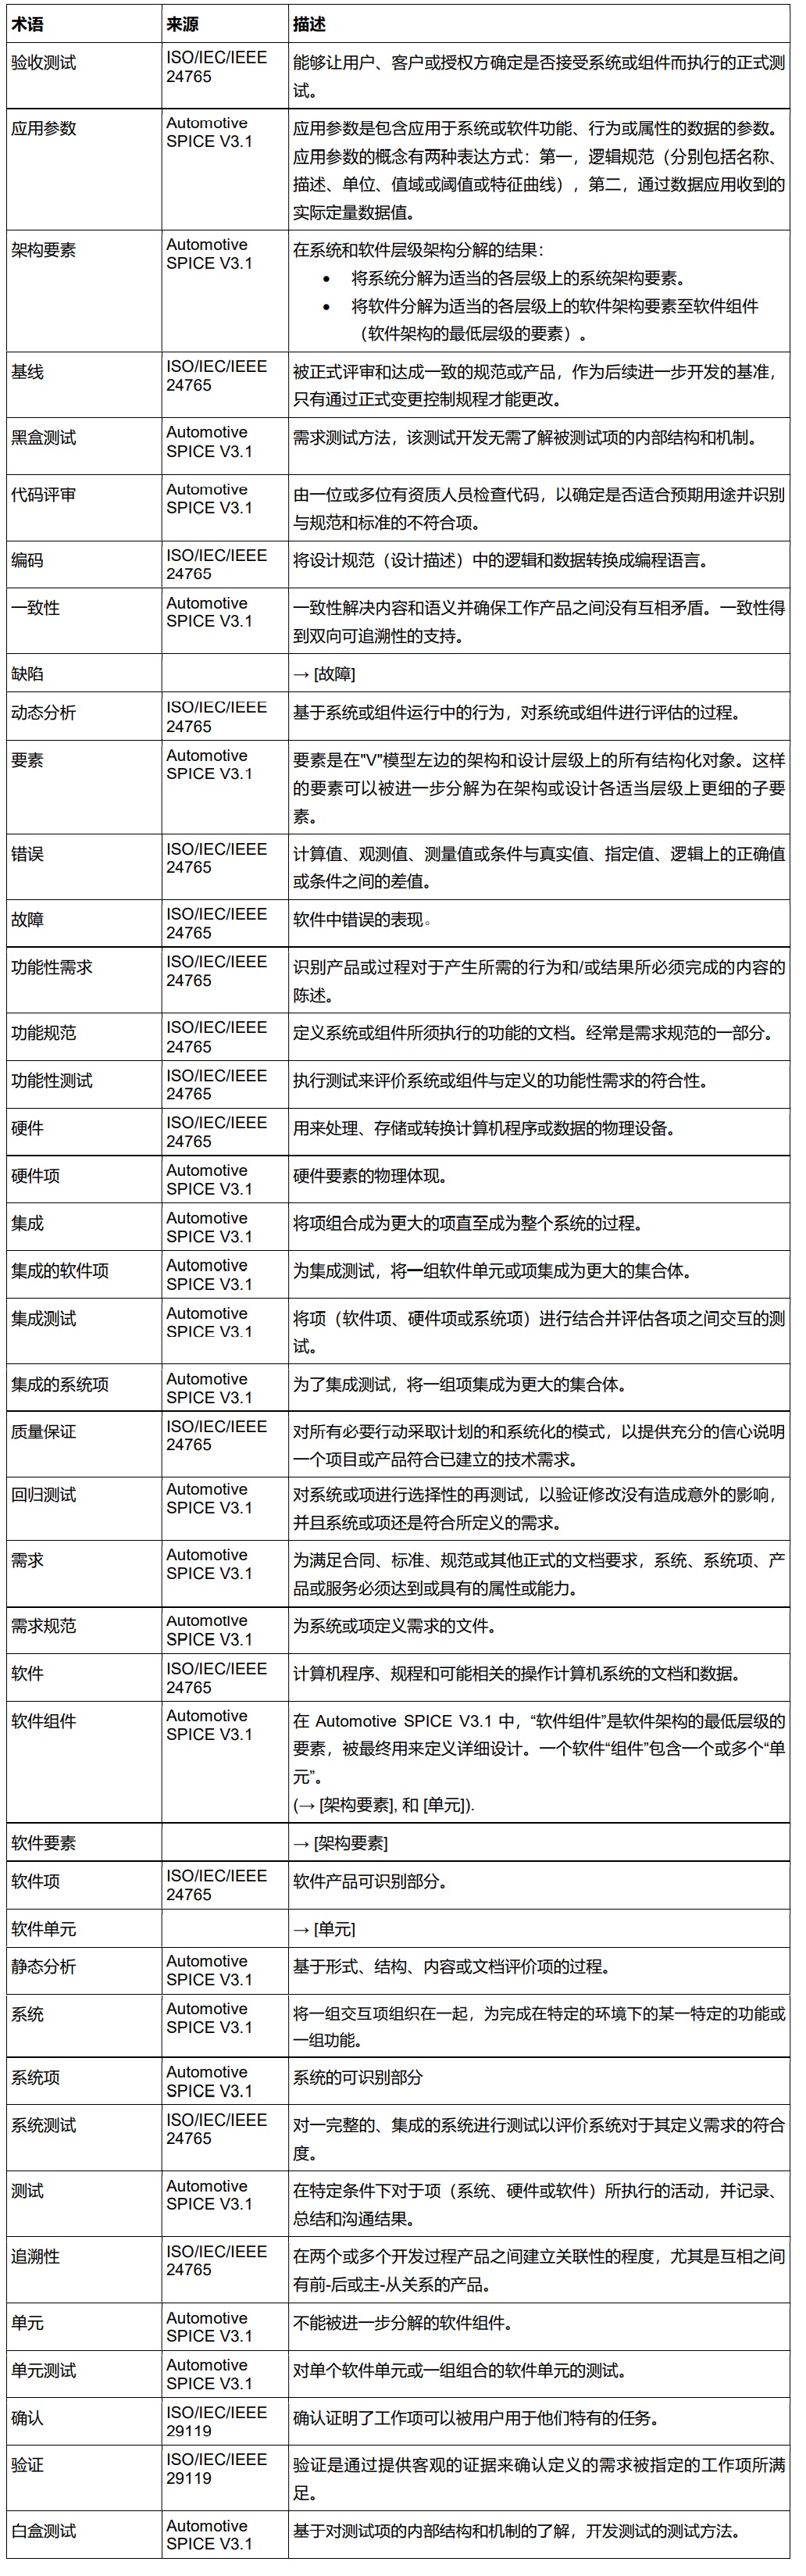 术语 来源 描述
验收测试 ISO/IEC/IEEE 能够让用户、客户或授权方确定是否接受系统或组件而执行的正式测
24765 试。
应用参数 Automotive 应用参数是包含应用于系统或软件功能、行为或属性的数据的参数。
SPICE V3.1 应用参数的概念有两种表达方式：第一，逻辑规范（分别包括名称、
描述、单位、值域或阈值或特征曲线），第二，通过数据应用收到的
实际定量数据值。
架构要素 Automotive 在系统和软件层级架构分解的结果：
SPICE V3.1 • 将系统分解为适当的各层级上的系统架构要素。
• 将软件分解为适当的各层级上的软件架构要素至软件组件
（软件架构的最低层级的要素）。
基线 ISO/IEC/IEEE 被正式评审和达成一致的规范或产品，作为后续进一步开发的基准，
24765 只有通过正式变更控制规程才能更改。
黑盒测试 Automotive 需求测试方法，该测试开发无需了解被测试项的内部结构和机制。
SPICE V3.1
代码评审 Automotive 由一位或多位有资质人员检查代码，以确定是否适合预期用途并识别
SPICE V3.1 与规范和标准的不符合项。
编码 ISO/IEC/IEEE 将设计规范（设计描述）中的逻辑和数据转换成编程语言。
24765
一致性 Automotive 一致性解决内容和语义并确保工作产品之间没有互相矛盾。一致性得
SPICE V3.1 到双向可追溯性的支持。
缺陷 → [故障]
动态分析 ISO/IEC/IEEE 基于系统或组件运行中的行为，对系统或组件进行评估的过程。
24765
要素 Automotive 要素是在"V"模型左边的架构和设计层级上的所有结构化对象。这样
SPICE V3.1 的要素可以被进一步分解为在架构或设计各适当层级上更细的子要
素。
错误 ISO/IEC/IEEE 计算值、观测值、测量值或条件与真实值、指定值、逻辑上的正确值
24765 或条件之间的差值。
故障 ISO/IEC/IEEE 软件中错误的表现。
24765
功能性需求 ISO/IEC/IEEE 识别产品或过程对于产生所需的行为和/或结果所必须完成的内容的
24765 陈述。
功能规范 ISO/IEC/IEEE 定义系统或组件所须执行的功能的文档。经常是需求规范的一部分。
24765
功能性测试 ISO/IEC/IEEE 执行测试来评价系统或组件与定义的功能性需求的符合性。
24765
硬件 ISO/IEC/IEEE 用来处理、存储或转换计算机程序或数据的物理设备。
24765
硬件项 Automotive 硬件要素的物理体现。
SPICE V3.1
集成 Automotive 将项组合成为更大的项直至成为整个系统的过程。
SPICE V3.1
集成的软件项 Automotive 为集成测试，将一组软件单元或项集成为更大的集合体。
SPICE V3.1
集成测试 Automotive 将项（软件项、硬件项或系统项）进行结合并评估各项之间交互的测
SPICE V3.1 试。
集成的系统项 Automotive 为了集成测试，将一组项集成为更大的集合体。
SPICE V3.1
质量保证 ISO/IEC/IEEE 对所有必要行动采取计划的和系统化的模式，以提供充分的信心说明
24765 一个项目或产品符合已建立的技术需求。
回归测试 Automotive 对系统或项进行选择性的再测试，以验证修改没有造成意外的影响，
SPICE V3.1 并且系统或项还是符合所定义的需求。
需求 Automotive 为满足合同、标准、规范或其他正式的文档要求，系统、系统项、产
SPICE V3.1 品或服务必须达到或具有的属性或能力。
需求规范 Automotive 为系统或项定义需求的文件。
SPICE V3.1
软件 ISO/IEC/IEEE 计算机程序、规程和可能相关的操作计算机系统的文档和数据。
24765
软件组件 Automotive 在 Automotive SPICE V3.1 中，“软件组件”是软件架构的最低层级的
SPICE V3.1 要素，被最终用来定义详细设计。一个软件“组件”包含一个或多个“单
元”。
(→ [架构要素], 和 [单元]).
软件要素 → [架构要素]
软件项 ISO/IEC/IEEE 软件产品可识别部分。
24765
软件单元 → [单元]
静态分析 Automotive 基于形式、结构、内容或文档评价项的过程。
SPICE V3.1
系统 Automotive 将一组交互项组织在一起，为完成在特定的环境下的某一特定的功能或
SPICE V3.1 一组功能。
系统项 Automotive 系统的可识别部分
SPICE V3.1
系统测试 ISO/IEC/IEEE 对一完整的、集成的系统进行测试以评价系统对于其定义需求的符合
24765 度。
测试 Automotive 在特定条件下对于项（系统、硬件或软件）所执行的活动，并记录、
SPICE V3.1 总结和沟通结果。
追溯性 ISO/IEC/IEEE 在两个或多个开发过程产品之间建立关联性的程度，尤其是互相之间
24765 有前-后或主-从关系的产品。
单元 Automotive 不能被进一步分解的软件组件。
SPICE V3.1
单元测试 Automotive 对单个软件单元或一组组合的软件单元的测试。
SPICE V3.1
确认 ISO/IEC/IEEE 确认证明了工作项可以被用户用于他们特有的任务。
29119
验证 ISO/IEC/IEEE 验证是通过提供客观的证据来确认定义的需求被指定的工作项所满
29119 足。
白盒测试 Automotive 基于对测试项的内部结构和机制的了解，开发测试的测试方法。
SPICE V3.1